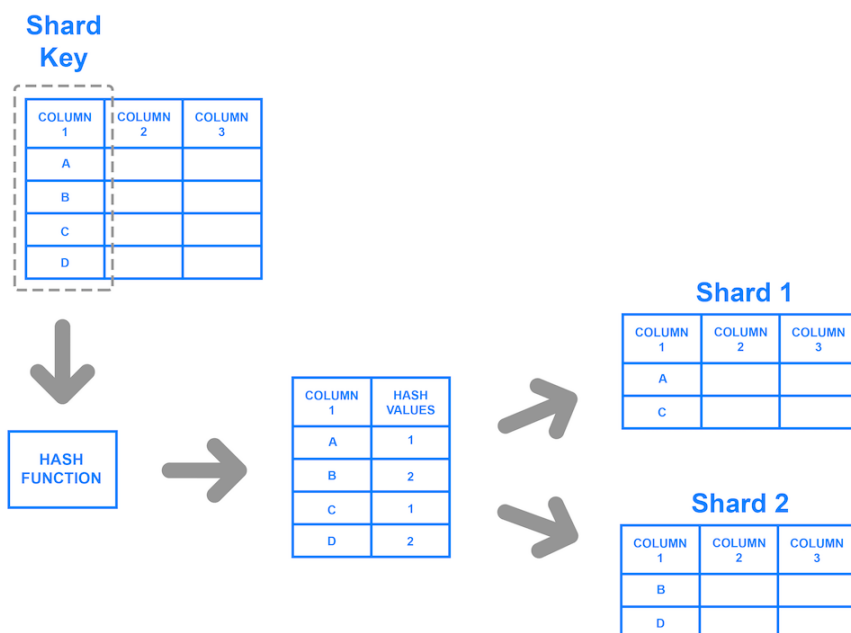 Shard
Key
COLUMN COLUMN COLUMN
1 2 3
A
B
C
D
HASH
FUNCTION
COLUMN HASH
1 VALUES
A 1
B 2
C 1
D 2
Shard 1
COLUMN COLUMN COLUMN
1 2 3
A
C
Shard 2
COLUMN COLUMN COLUMN
1 2 3
B
D